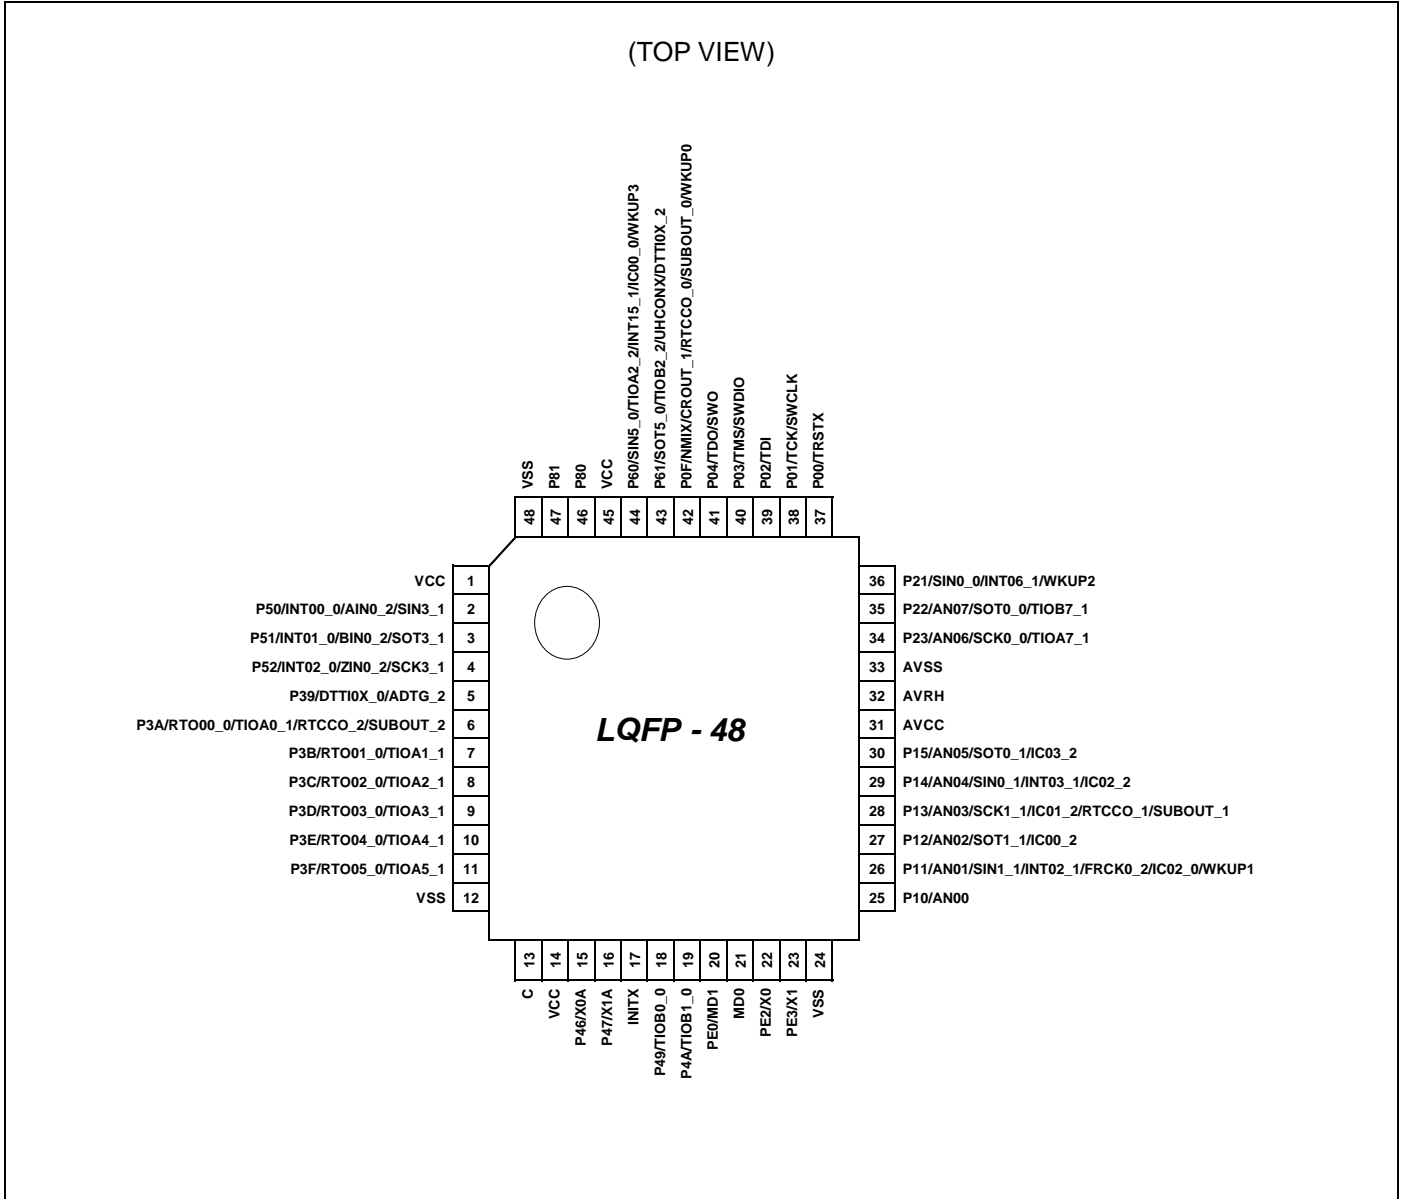 (TOP VIEW)
VSS
P81
P80
VCC
P60/SIN5_0/TIOA2_2/INT15_1/IC00_0/WKUP3
P61/SOT5_0/TIOB2_2/UHCONX/DTTI0X_2
P0F/NMIX/CROUT_1/RTCCO_0/SUBOUT_0/WKUP0
P04/TDO/SWO
P03/TMS/SWDIO
P02/TDI
P01/TCK/SWCLK
P00/TRSTX
48 47 46 45 44 43 42 41 40 39 38 37
VCC 1
P50/INT00_0/AIN0_2/SIN3_1 2
P51/INT01_0/BIN0_2/SOT3_1 3
P52/INT02_0/ZIN0_2/SCK3_1 4
P39/DTTI0X_0/ADTG_2 5
P3A/RTO00_0/TIOA0_1/RTCCO_2/SUBOUT_2 6
P3B/RTO01_0/TIOA1_1 7
P3C/RTO02_0/TIOA2_1 8
P3D/RTO03_0/TIOA3_1 9
P3E/RTO04_0/TIOA4_1 10
P3F/RTO05_0/TIOA5_1 11
VSS 12
LQFP - 48
36 P21/SIN0_0/INT06_1/WKUP2
35 P22/AN07/SOT0_0/TIOB7_1
34 P23/AN06/SCK0_0/TIOA7_1
33 AVSS
32 AVRH
31 AVCC
30 P15/AN05/SOT0_1/IC03_2
29 P14/AN04/SIN0_1/INT03_1/IC02_2
28 P13/AN03/SCK1_1/IC01_2/RTCCO_1/SUBOUT_1
27 P12/AN02/SOT1_1/IC00_2
26 P11/AN01/SIN1_1/INT02_1/FRCK0_2/IC02_0/WKUP1
25 P10/AN00
13 14 15 16 17 18 19 20 21 22 23 24
C
VCC
P46/X0A
P47/X1A
INITX
P49/TIOB0_0
P4A/TIOB1_0
PE0/MD1
MD0
PE2/X0
PE3/X1
VSS